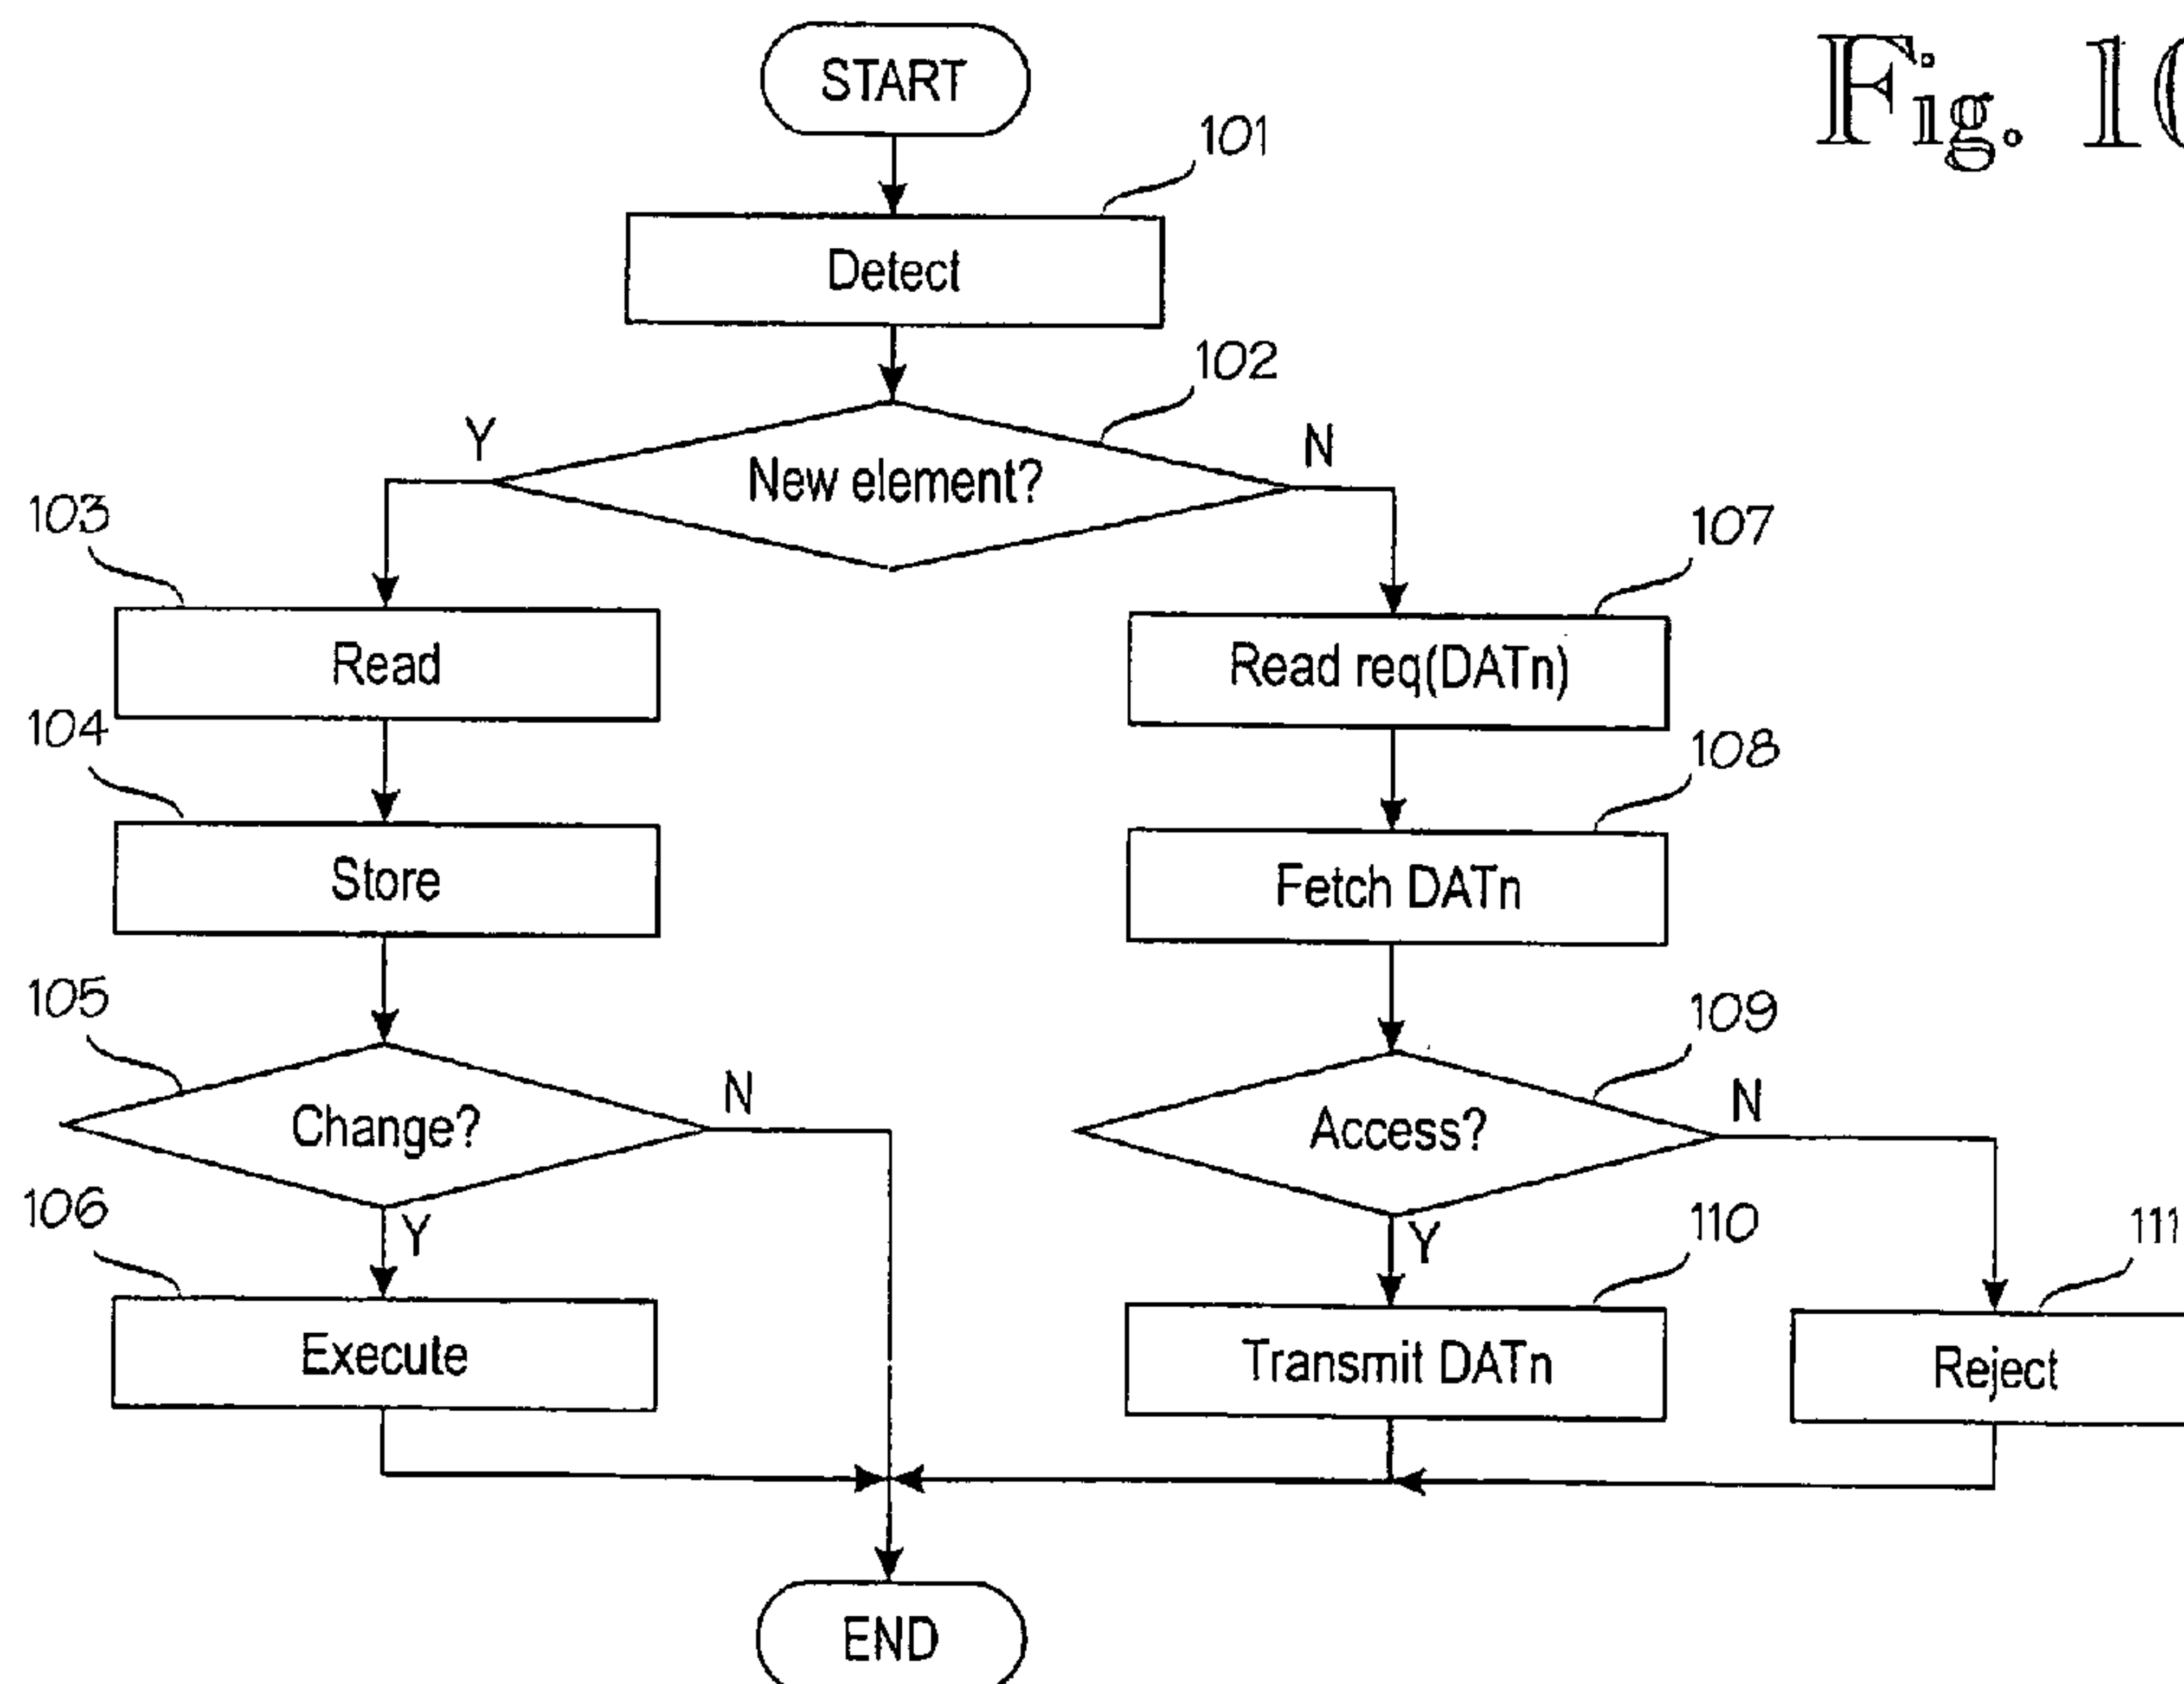 START
Fig. 10
101
Detect
102
Y
New element?
N
103
107
Read
Read req(DATn)
104
108
Store
Fetch DATn
105
109
Change?
N
Access?
N
106
Y
110
Y
111
Execute
Transmit DATn
Reject
END